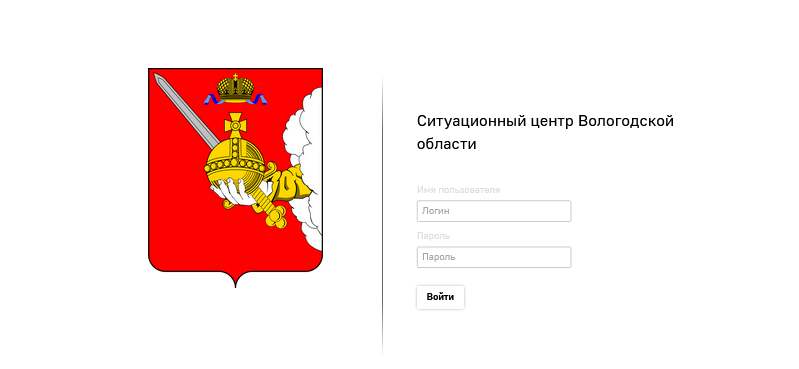 Ситуационный центр Вологодской
области
Имя пользователя
Логин
Пароль
Пароль
Войти